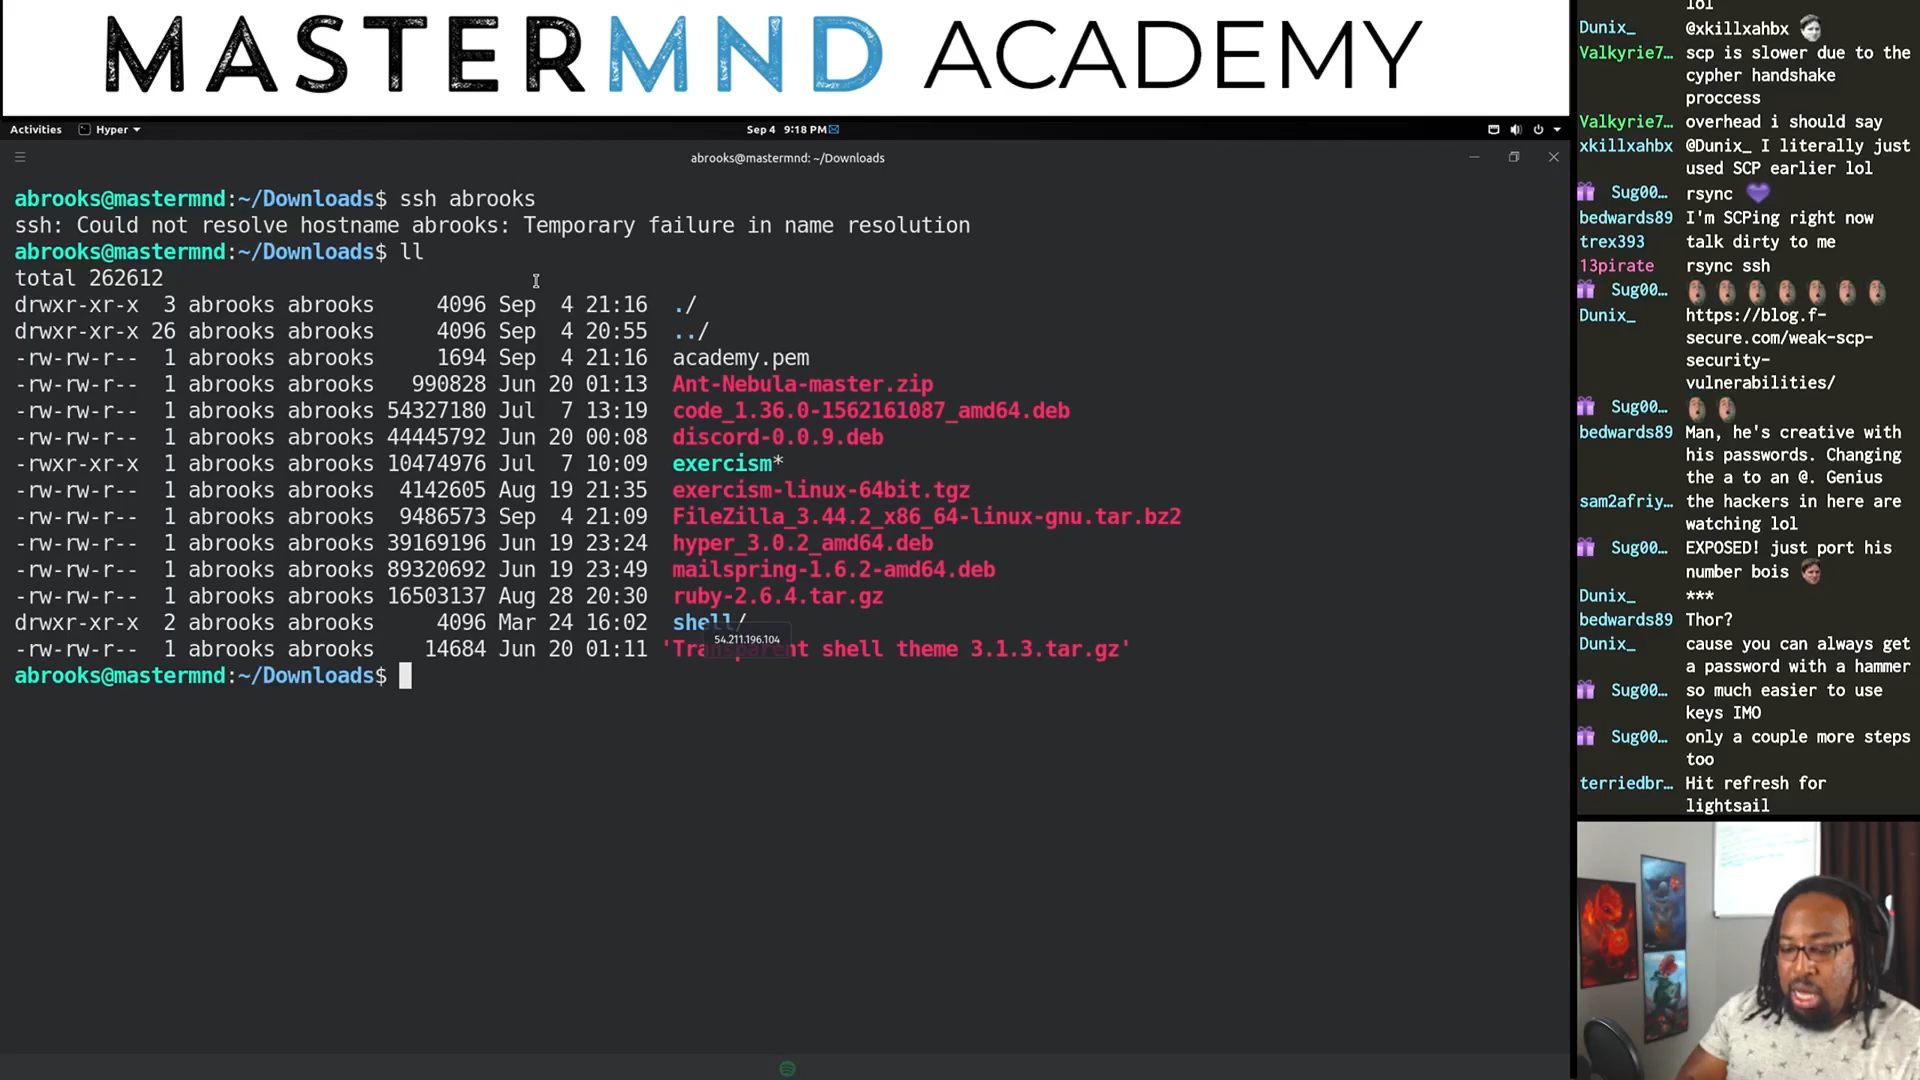 MASTERMND ACADEMY
Activities Hyper Sep 4 9:18 PM
abrooks@mastermnd: ~/Downloads
abrooks@mastermnd:~/Downloads$ ssh abrooks
ssh: Could not resolve hostname abrooks: Temporary failure in name resolution
abrooks@mastermnd:~/Downloads$ ll
total 262612
drwxr-xr-x 3 abrooks abrooks 4096 Sep 4 21:16 ./
drwxr-xr-x 26 abrooks abrooks 4096 Sep 4 20:55 ../
-rw-rw-r-- 1 abrooks abrooks 1694 Sep 4 21:16 academy.pem
-rw-rw-r-- 1 abrooks abrooks 990828 Jun 20 01:13 Ant-Nebula-master.zip
-rw-rw-r-- 1 abrooks abrooks 54327180 Jul 7 13:19 code_1.36.0-1562161087_amd64.deb
-rw-rw-r-- 1 abrooks abrooks 44445792 Jun 20 00:08 discord-0.0.9.deb
-rwxr-xr-x 1 abrooks abrooks 10474976 Jul 7 10:09 exercism*
-rw-rw-r-- 1 abrooks abrooks 4142605 Aug 19 21:35 exercism-linux-64bit.tgz
-rw-rw-r-- 1 abrooks abrooks 9486573 Sep 4 21:09 FileZilla_3.44.2_x86_64-linux-gnu.tar.bz2
-rw-rw-r-- 1 abrooks abrooks 39169196 Jun 19 23:24 hyper_3.0.2_amd64.deb
-rw-rw-r-- 1 abrooks abrooks 89320692 Jun 19 23:49 mailspring-1.6.2-amd64.deb
-rw-rw-r-- 1 abrooks abrooks 16503137 Aug 28 20:30 ruby-2.6.4.tar.gz
drwxr-xr-x 2 abrooks abrooks 4096 Mar 24 16:02 shell/
54.211.196.104
-rw-rw-r-- 1 abrooks abrooks 14684 Jun 20 01:11 'Transparent shell theme 3.1.3.tar.gz'
abrooks@mastermnd:~/Downloads$
lol
Dunix_ @xkillxahbx
Valkyrie7… scp is slower due to the
cypher handshake
proccess
Valkyrie7… overhead i should say
xkillxahbx @Dunix_ I literally just
used SCP earlier lol
Sug00… rsync
bedwards89 I'm SCPing right now
trex393 talk dirty to me
13pirate rsync ssh
Sug00…
Dunix_ https://blog.f-
secure.com/weak-scp-
security-
vulnerabilities/
Sug00…
bedwards89 Man, he's creative with
his passwords. Changing
the a to an @. Genius
sam2afriy… the hackers in here are
watching lol
Sug00… EXPOSED! just port his
number bois
Dunix_ ***
bedwards89 Thor?
Dunix_ cause you can always get
a password with a hammer
Sug00… so much easier to use
keys IMO
Sug00… only a couple more steps
too
terriedbr… Hit refresh for
lightsail